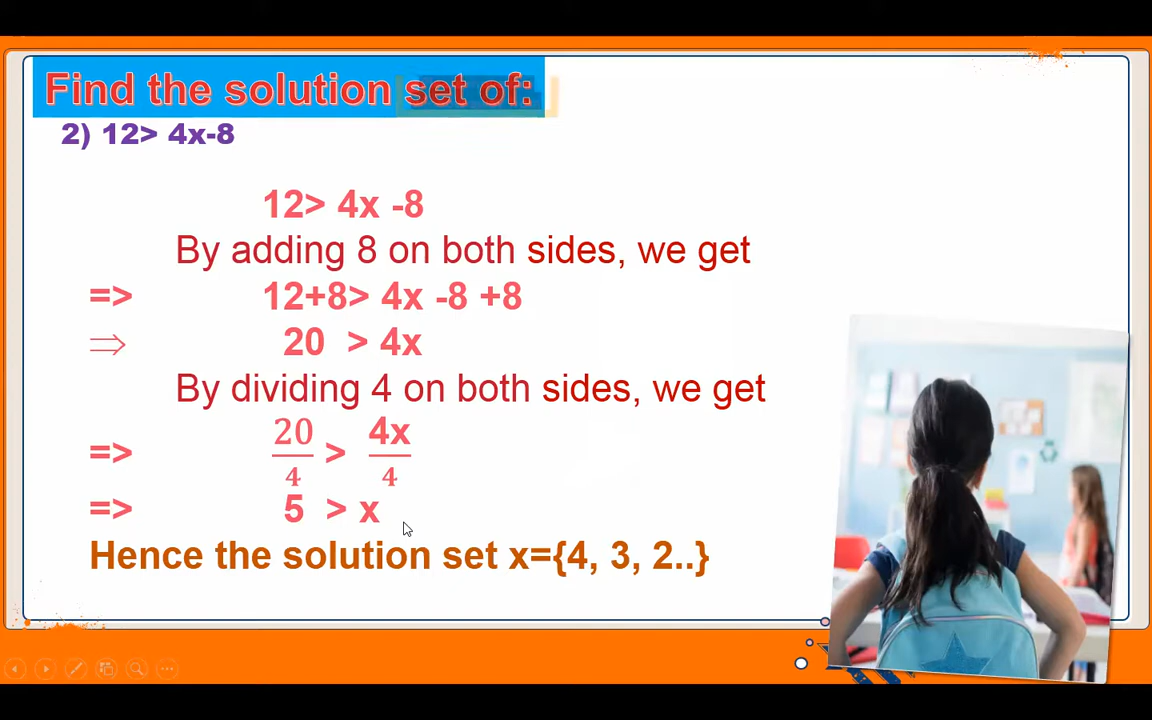 Find the solution set of:
2) 12> 4x-8
12> 4x -8
By adding 8 on both sides, we get
=> 12+8> 4x -8 +8
⇒ 20 > 4x
By dividing 4 on both sides, we get
=> 20/4 > 4x/4
=> 5 > x
Hence the solution set x={4, 3, 2..}